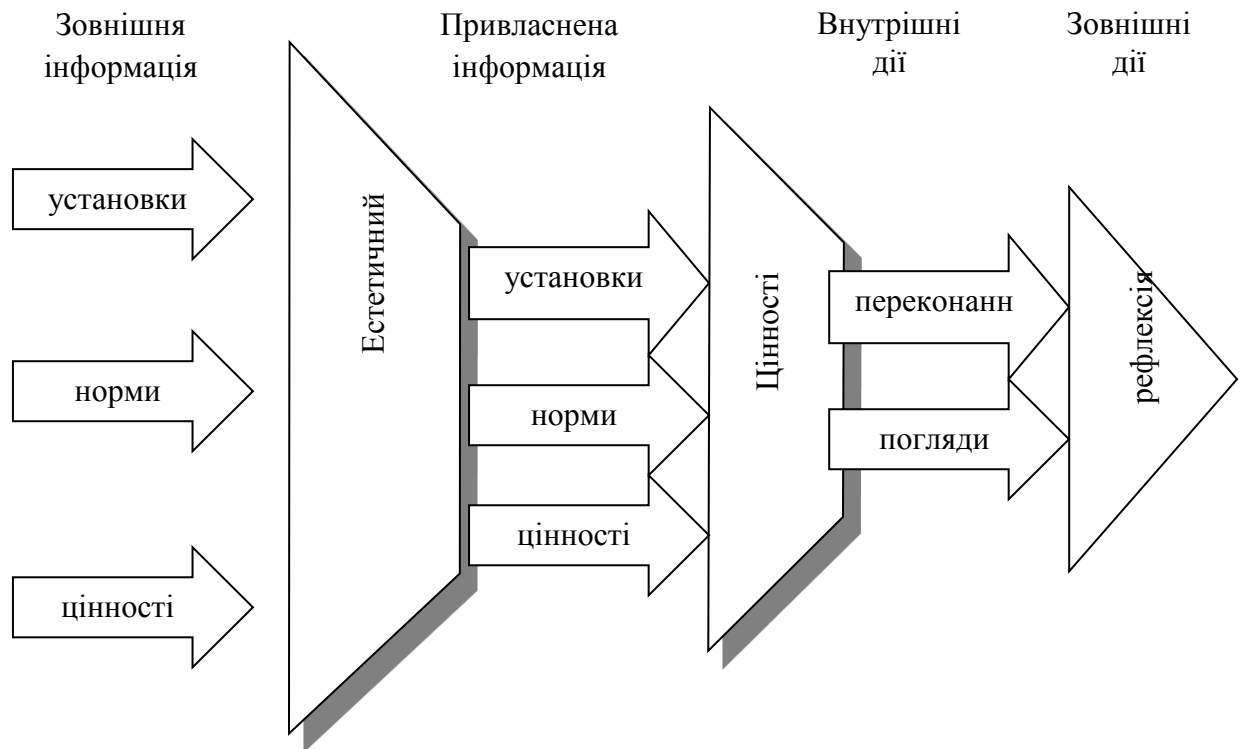 Зовнішня
інформація
Привласнена
інформація
Внутрішні
дії
Зовнішні
дії
установки
норми
цінності
Естетичний
установки
норми
цінності
Цінності
переконанн
погляди
рефлексія